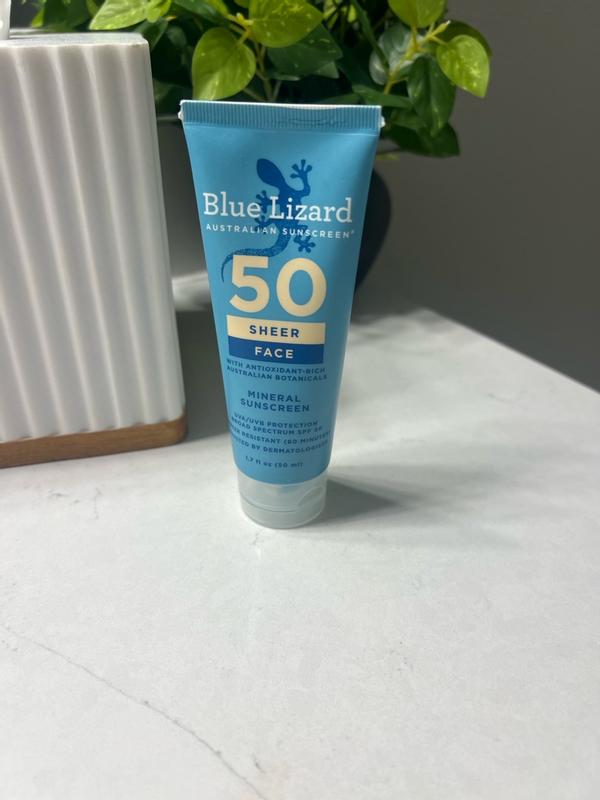 Blue Lizard
AUSTRALIAN SUNSCREEN®
50
SHEER
FACE
WITH ANTIOXIDANT-RICH
AUSTRALIAN BOTANICALS
MINERAL
SUNSCREEN
UVA/UVB PROTECTION
BROAD SPECTRUM SPF 50
RESISTANT (80 MINUTES)
BY DERMATOLOGISTS
1.7 fl oz (50 ml)